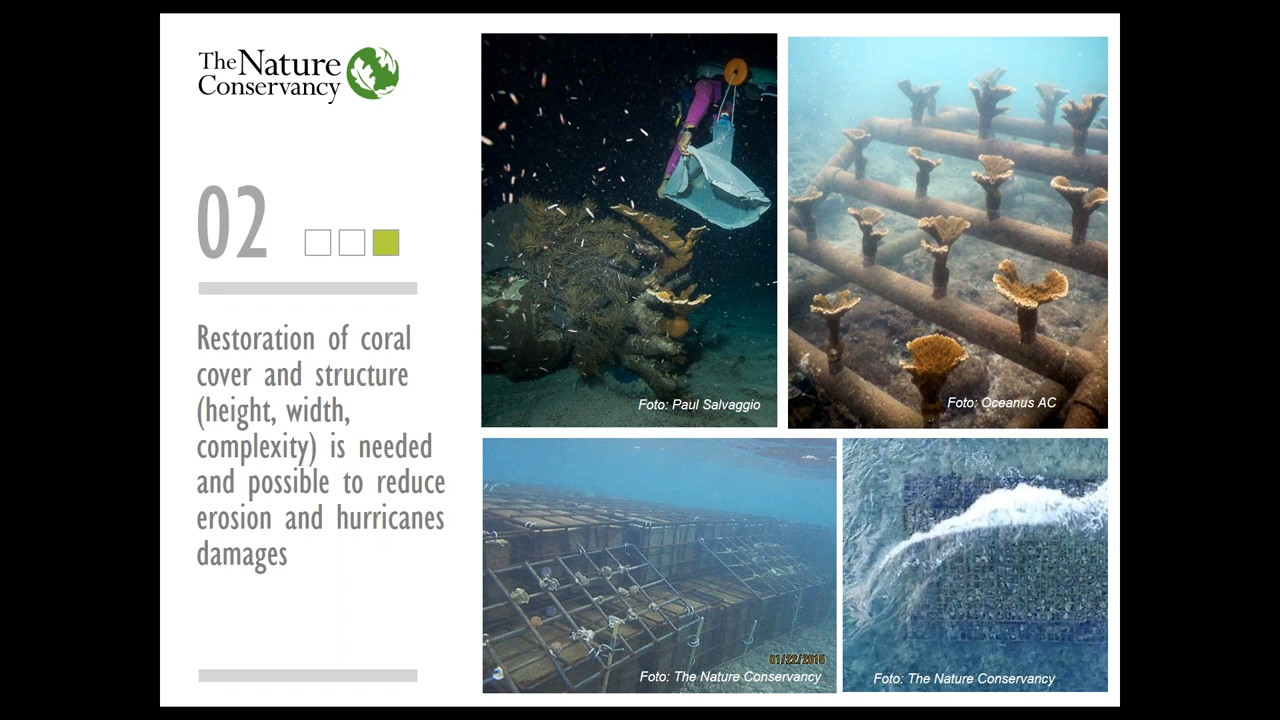 The Nature
Conservancy
02
Restoration of coral
cover and structure
(height, width,
complexity) is needed
and possible to reduce
erosion and hurricanes
damages
Foto: Paul Salvaggio
Foto: Oceanus AC
01/22/2015
Foto: The Nature Conservancy
Foto: The Nature Conservancy